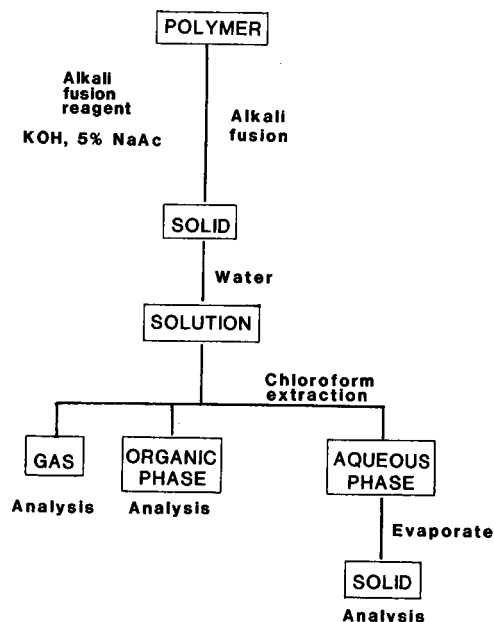 POLYMER
Alkali
fusion
reagent
KOH, 5% NaAc
Alkali
fusion
SOLID
Water
SOLUTION
Chloroform
extraction
GAS
Analysis
ORGANIC
PHASE
Analysis
AQUEOUS
PHASE
Evaporate
SOLID
Analysis